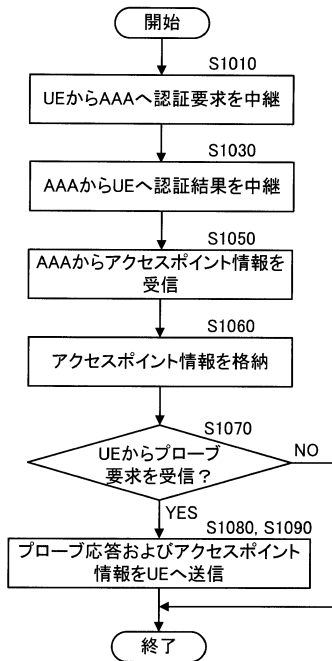 開始
S1010
UEからAAAへ認証要求を中継
S1030
AAAからUEへ認証結果を中継
S1050
AAAからアクセスポイント情報を
受信
S1060
アクセスポイント情報を格納
S1070
UEからプローブ
要求を受信？
NO
YES
S1080, S1090
プローブ応答およびアクセスポイント
情報をUEへ送信
終了